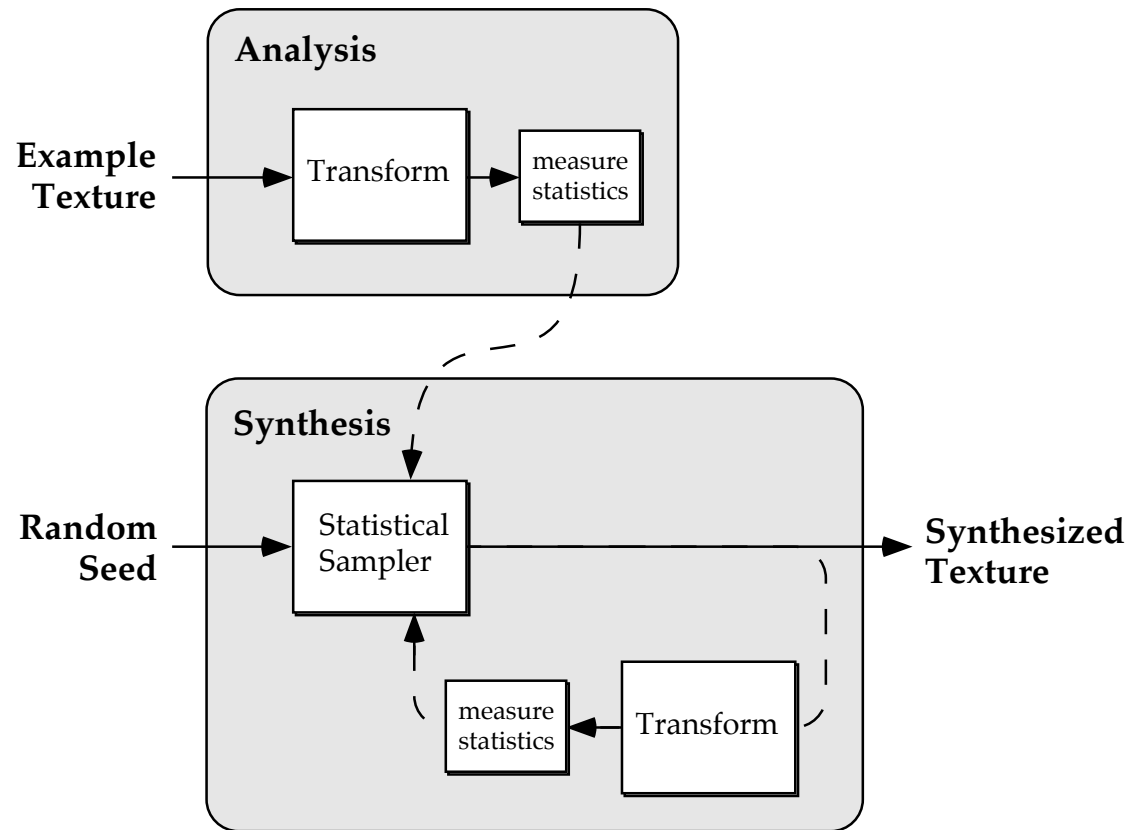 Analysis
Example
Texture
Transform
measure
statistics
Synthesis
Random
Seed
Statistical
Sampler
Synthesized
Texture
measure
statistics
Transform